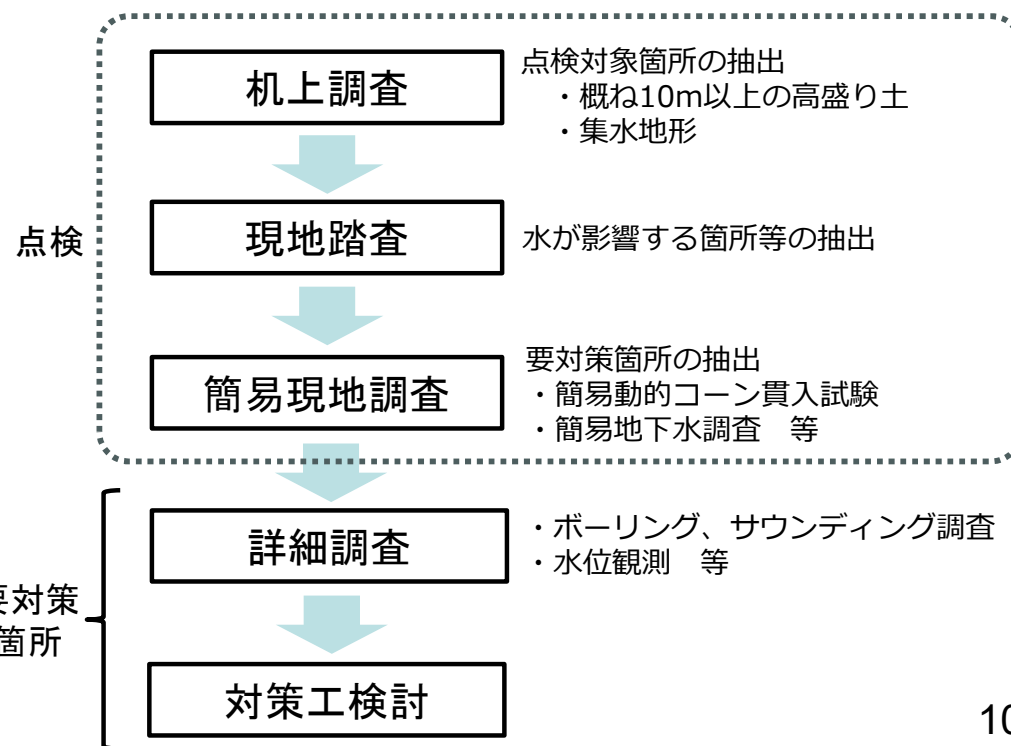 机上調査
点検対象箇所の抽出
・概ね10m以上の高盛り土
・集水地形
点検
現地踏査
水が影響する箇所等の抽出
簡易現地調査
要対策箇所の抽出
・簡易動的コーン貫入試験
・簡易地下水調査　等
要対策
箇所
詳細調査
・ボーリング、サウンディング調査
・水位観測　等
対策工検討
10